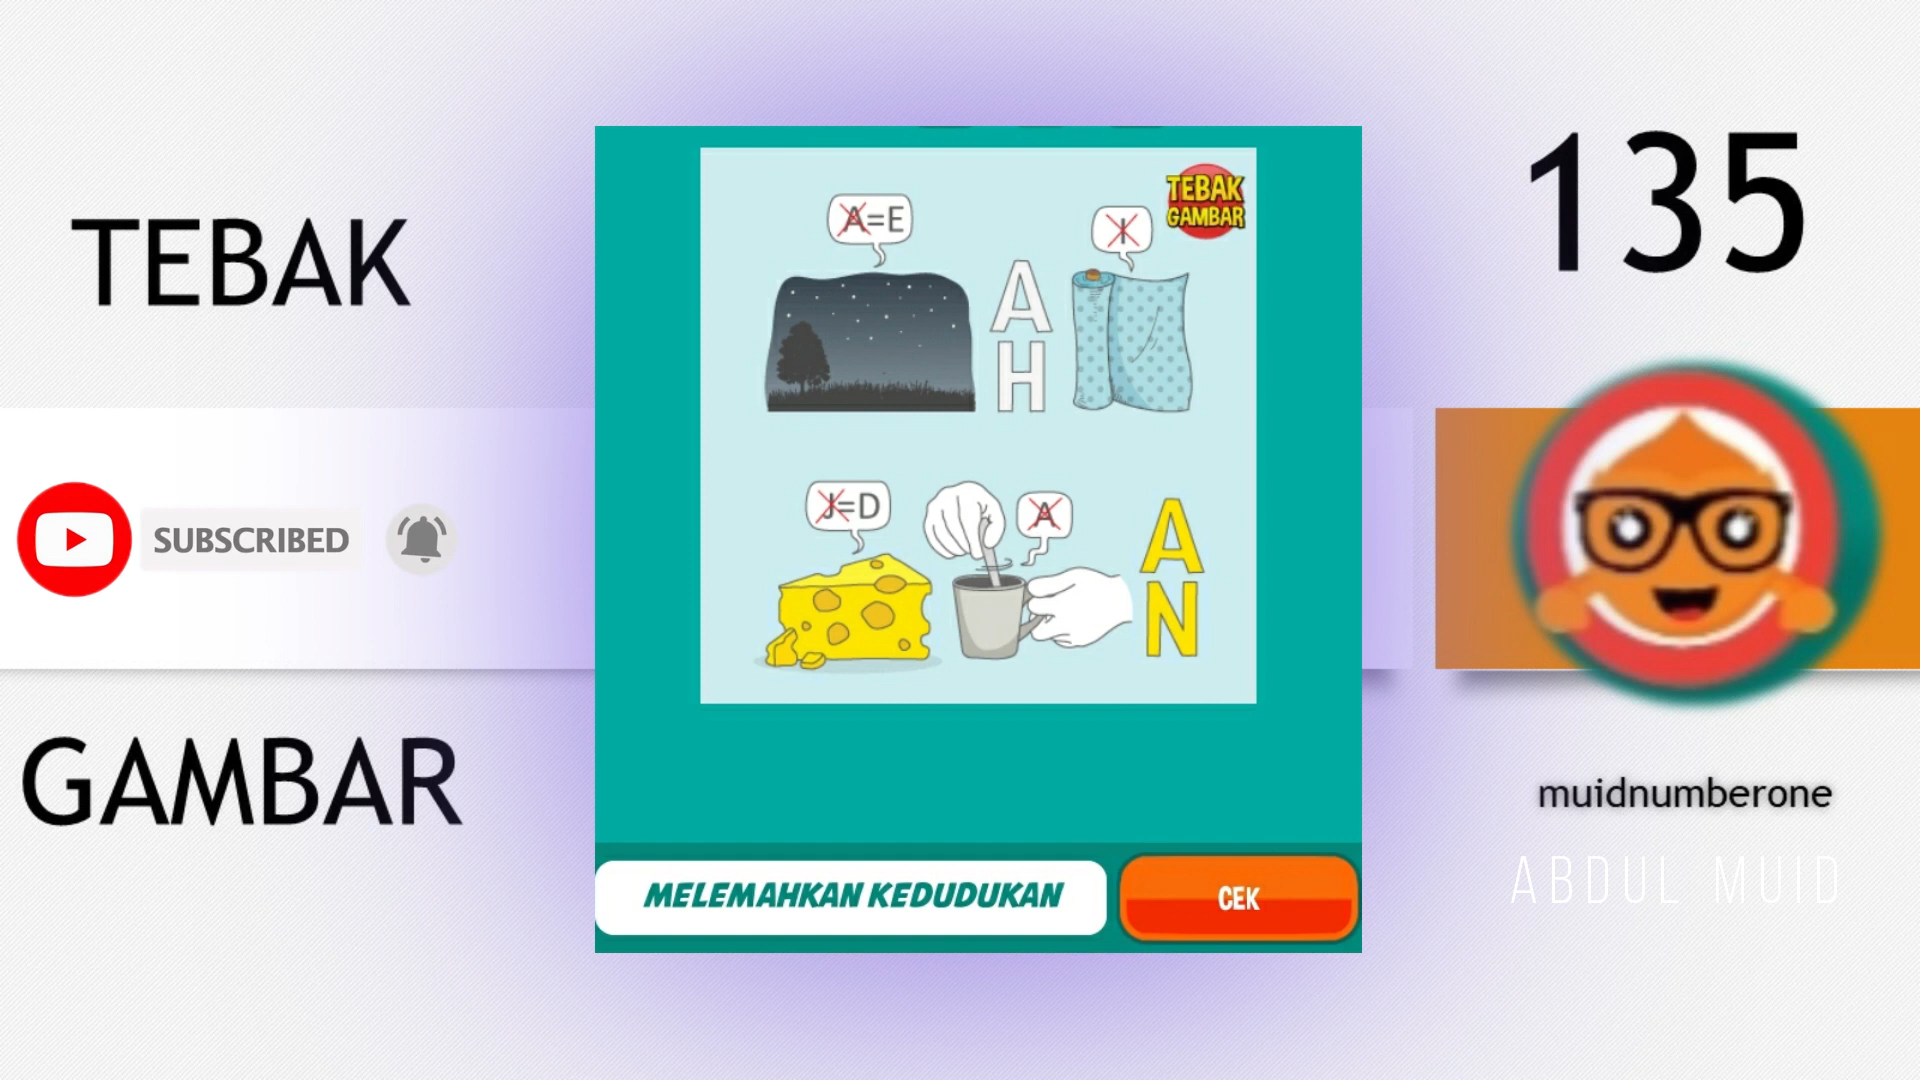 TEBAK
GAMBAR
SUBSCRIBED
A=E
A
H
I
TEBAK
GAMBAR
J=D
A
A
N
MELEMAHKAN KEDUDUKAN
CEK
135
muidnumberone
ABDUL MUID